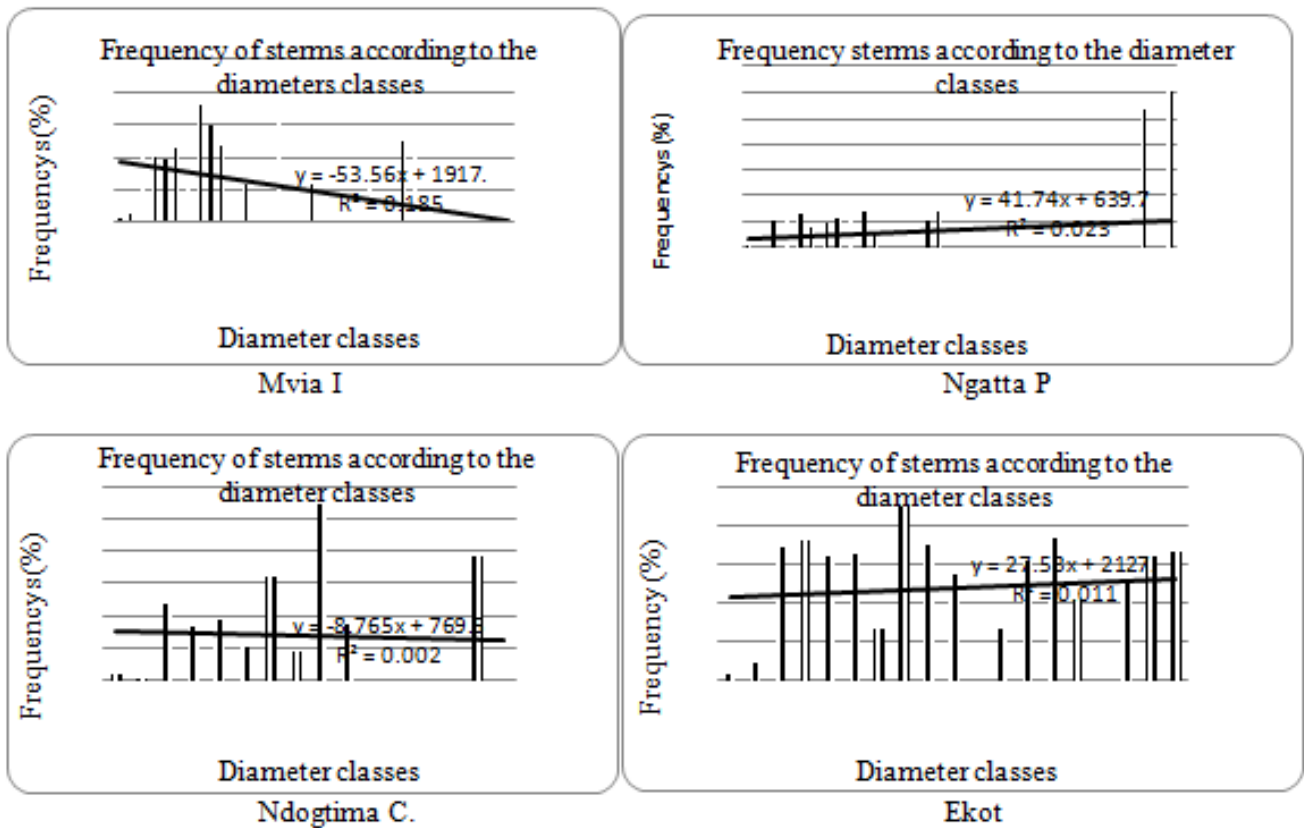 Frequency of sterms according to the
diameters classes
Frequencys(%)
y = -53.56x + 1917.
R² = 0.185
Diameter classes
Mvia I
Frequency sterms according to the diameter
classes
Frequencys (%)
y = 41.74x + 639.7
R² = 0.023
Diameter classes
Ngatta P
Frequency of sterms according to the
diameter classes
Frequencys(%)
y = -8.765x + 769.
R² = 0.002
Diameter classes
Ndogtima C.
Frequency of sterms according to the
diameter classes
Frequency (%)
y = 27.53x + 2127.
R² = 0.011
Diameter classes
Ekot